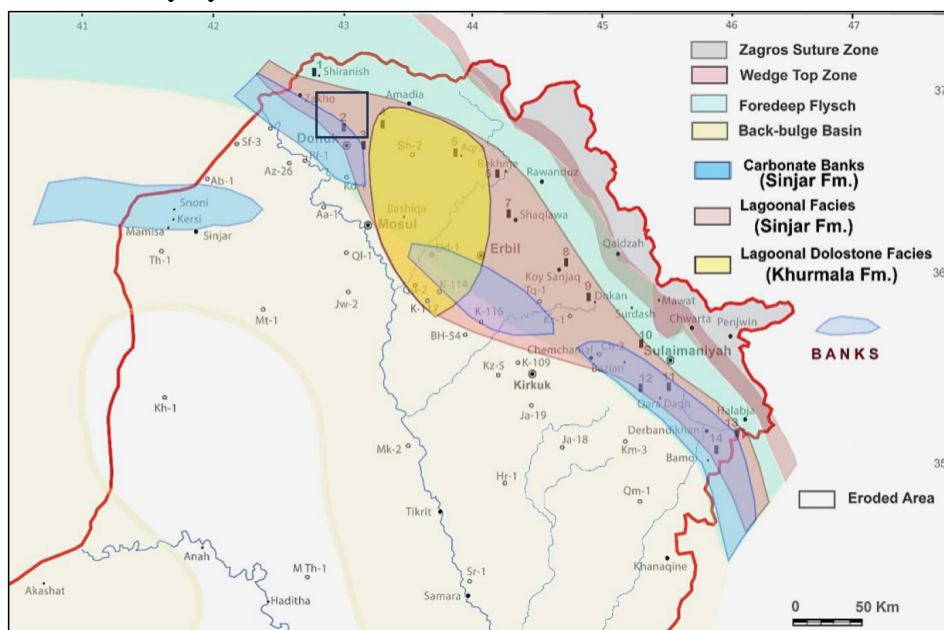 41 42 43 44 45 46 47
1
Shiranish
Zakho
Amadia
37
2
4
3
Dohuk
Sf-3
Az-26
Sh-2
5
Aqra
Bekhme
6
Rawanduz
Ab-1
Aa-1
Bashiqa
7
Shaqlawa
Snoni
Kersi
Mamisa
Sinjar
Mosul
Th-1
Ql-1
Erbil
Qaidzah
8
Koy Sanjaq
Jw-2
K-114
Tq-1
9
Dokan
Mawat
36
Mt-1
K-117
K-116
Surdash
Chwarta
Penjwin
BH-54
10
Chemchamal
Ch-2
Sulaimaniyah
Bazian
Kz-5
K-109
Kirkuk
12
11
Qara Dagh
Kh-1
Ja-19
Halabja
13
Derbandikhan
14
Bamo
Mk-2
Ja-18
Km-3
35
Hr-1
Qm-1
Tikrit
Anah
M Th-1
Khanaqine
Akashat
Haditha
Sr-1
Samara
Zagros Suture Zone
Wedge Top Zone
Foredeep Flysch
Back-bulge Basin
Carbonate Banks
(Sinjar Fm.)
Lagoonal Facies
(Sinjar Fm.)
Lagoonal Dolostone Facies
(Khurmala Fm.)
BANKS
Eroded Area
0 50 Km